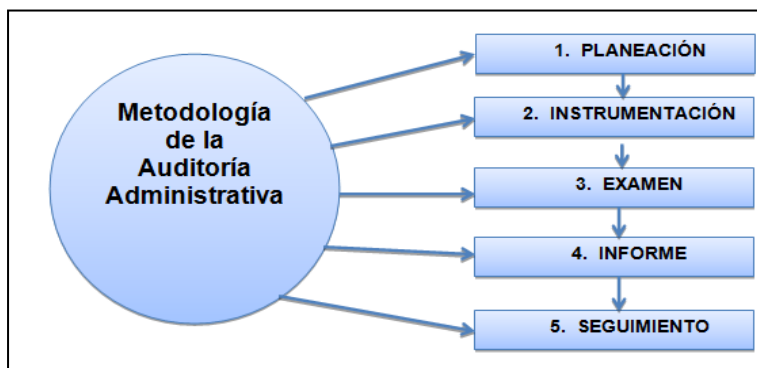 Metodología
de la
Auditoría
Administrativa
1. PLANEACIÓN
2. INSTRUMENTACIÓN
3. EXAMEN
4. INFORME
5. SEGUIMIENTO